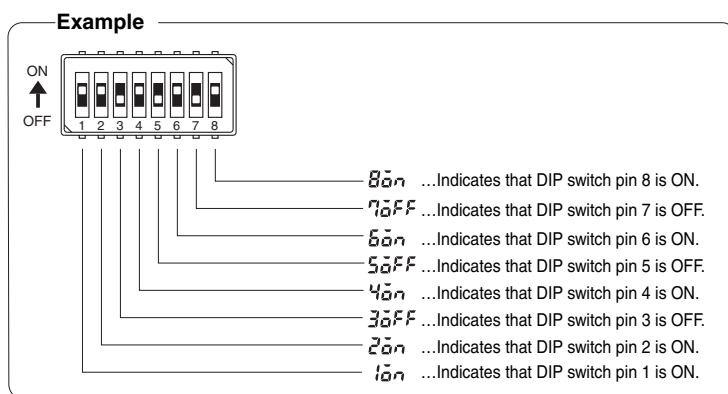 Example
ON
OFF
1 2 3 4 5 6 7 8
8on …Indicates that DIP switch pin 8 is ON.
7oFF …Indicates that DIP switch pin 7 is OFF.
6on …Indicates that DIP switch pin 6 is ON.
5oFF …Indicates that DIP switch pin 5 is OFF.
4on …Indicates that DIP switch pin 4 is ON.
3oFF …Indicates that DIP switch pin 3 is OFF.
2on …Indicates that DIP switch pin 2 is ON.
1on …Indicates that DIP switch pin 1 is ON.